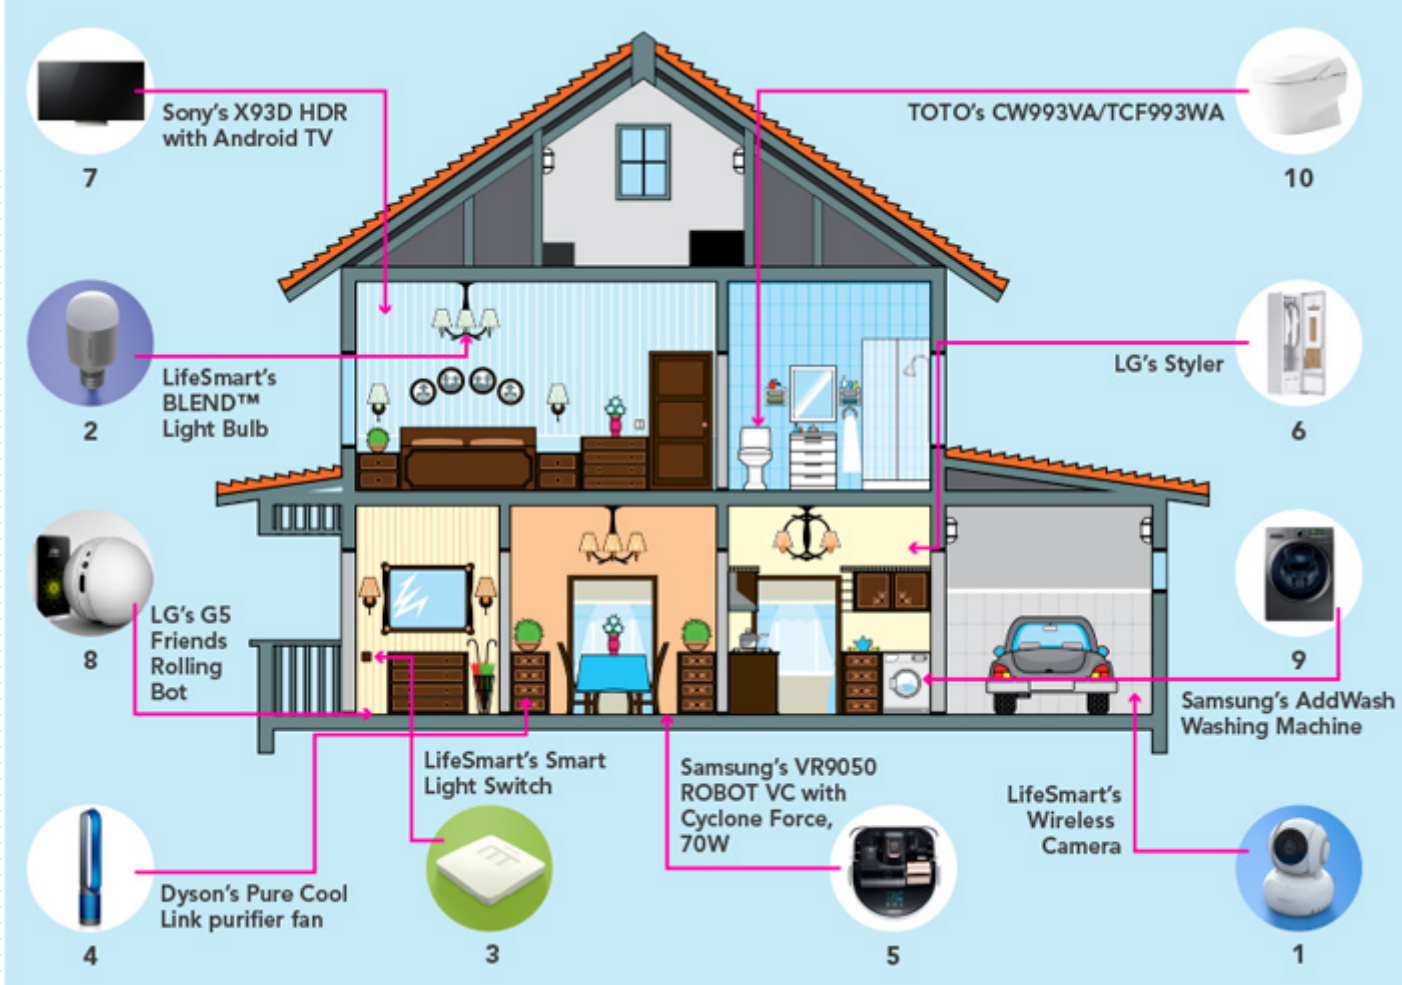 Sony's X93D HDR
with Android TV
7
TOTO's CW993VA/TCF993WA
10
LifeSmart's
BLEND™
Light Bulb
2
LG's Styler
6
LG's G5
Friends
Rolling
Bot
8
9
Samsung's AddWash
Washing Machine
LifeSmart's Smart
Light Switch
3
Samsung's VR9050
ROBOT VC with
Cyclone Force,
70W
5
LifeSmart's
Wireless
Camera
1
Dyson's Pure Cool
Link purifier fan
4